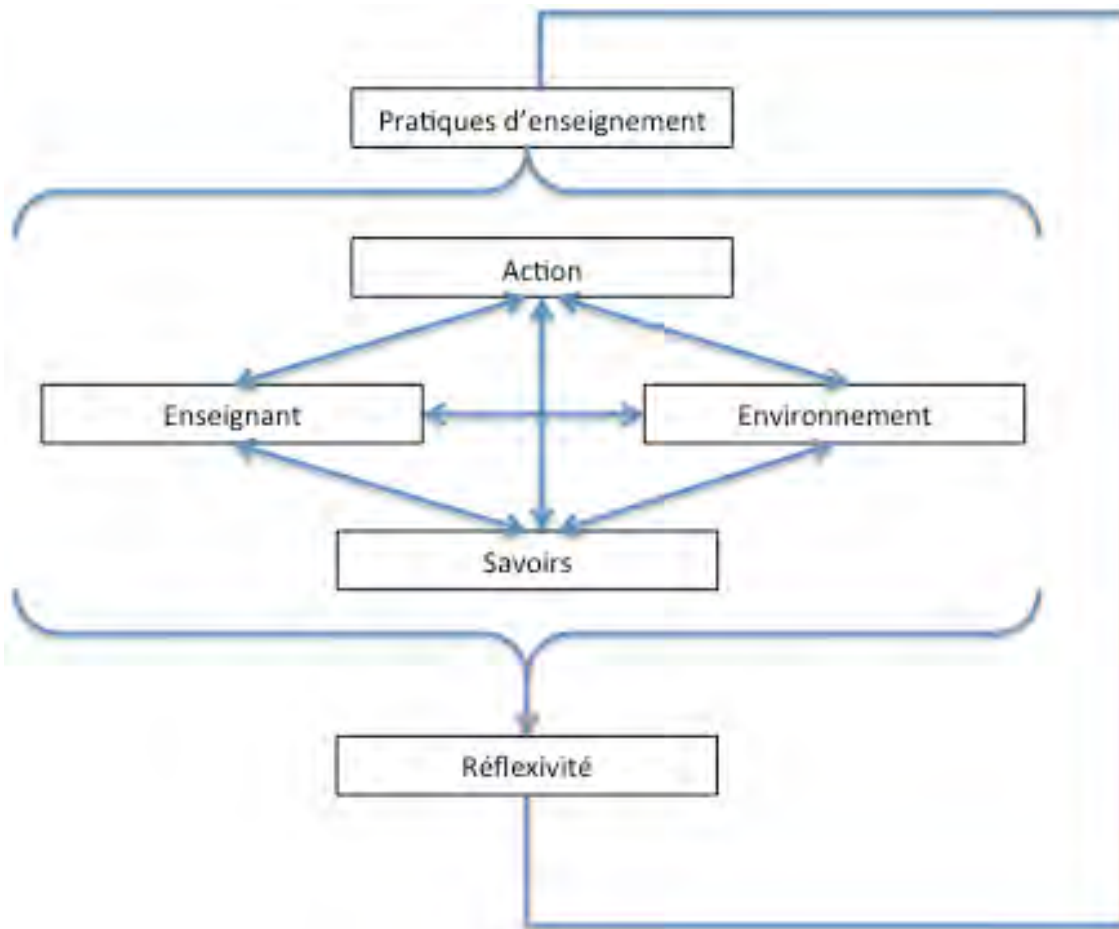 Pratiques d'enseignement
Action
Enseignant
Environnement
Savoirs
Réflexivité